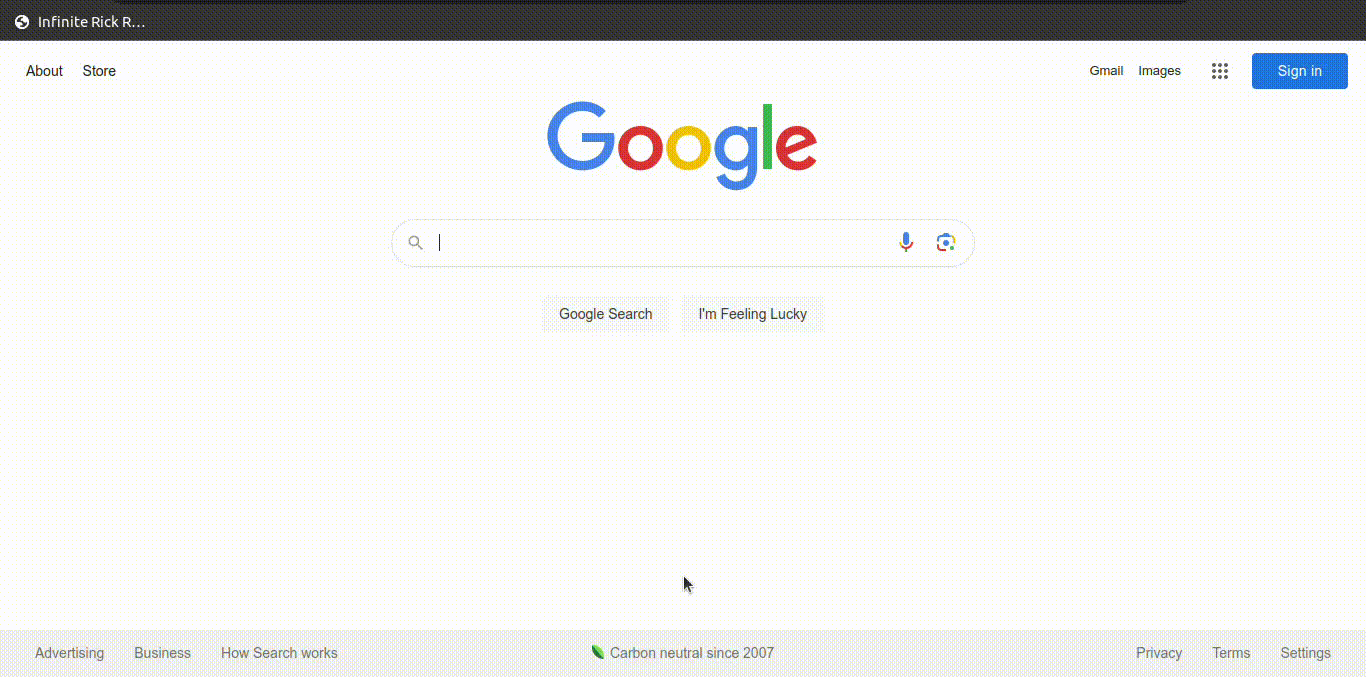 Infinite Rick R...
About Store Gmail Images Sign in
Google
Google Search I'm Feeling Lucky
Advertising Business How Search works Carbon neutral since 2007 Privacy Terms Settings